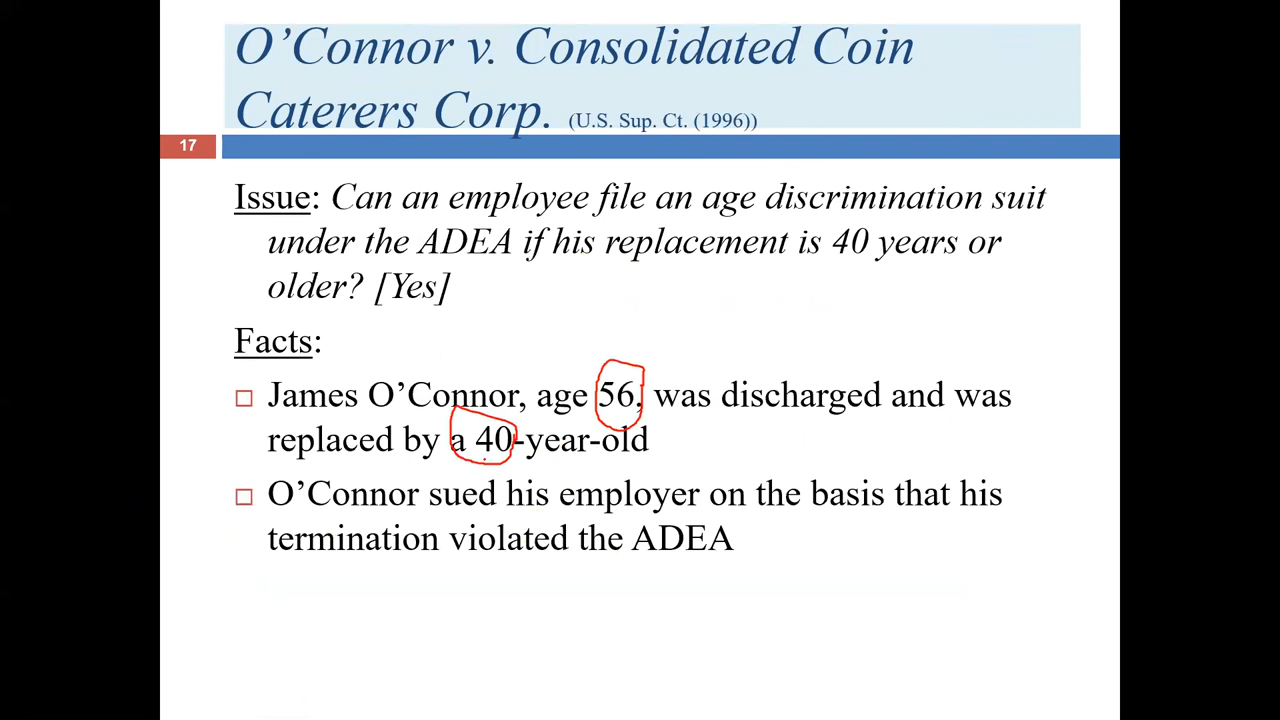 O’Connor v. Consolidated Coin
Caterers Corp. (U.S. Sup. Ct. (1996))
17
Issue: Can an employee file an age discrimination suit
under the ADEA if his replacement is 40 years or
older? [Yes]
Facts:
James O’Connor, age 56, was discharged and was
replaced by a 40-year-old
O’Connor sued his employer on the basis that his
termination violated the ADEA